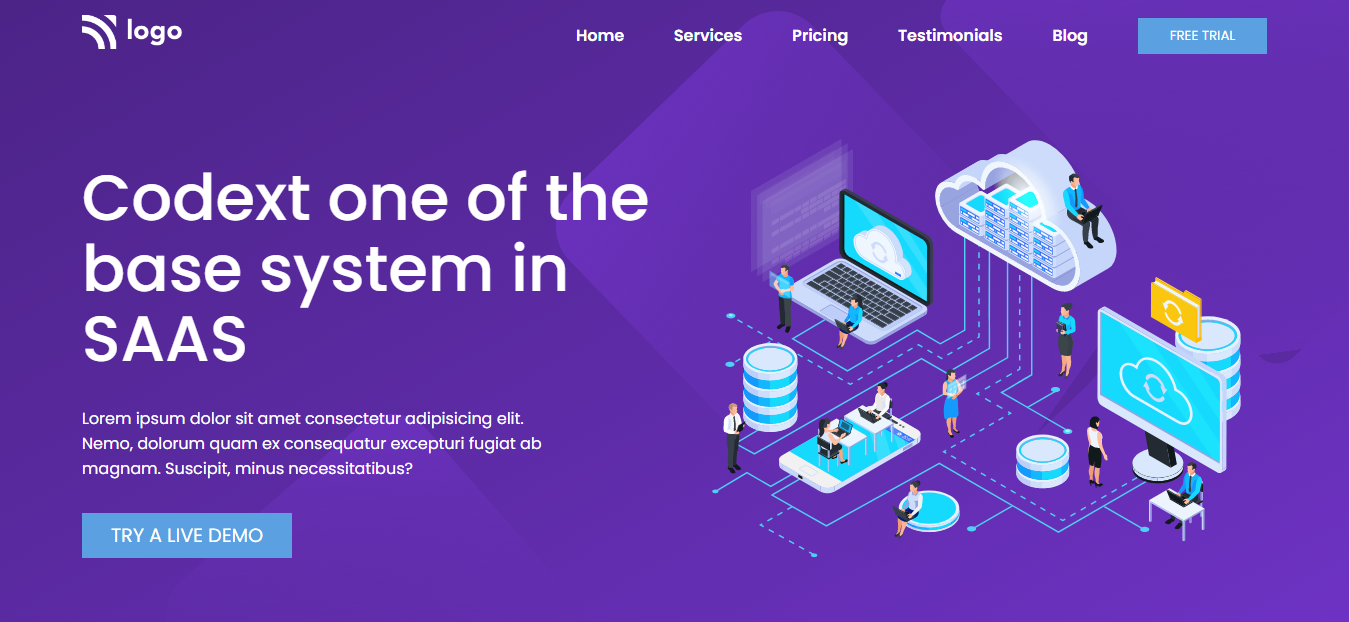 logo
Home Services Pricing Testimonials Blog FREE TRIAL
Codext one of the
base system in
SAAS
Lorem ipsum dolor sit amet consectetur adipisicing elit.
Nemo, dolorum quam ex consequatur excepturi fugiat ab
magnam. Suscipit, minus necessitatibus?
TRY A LIVE DEMO